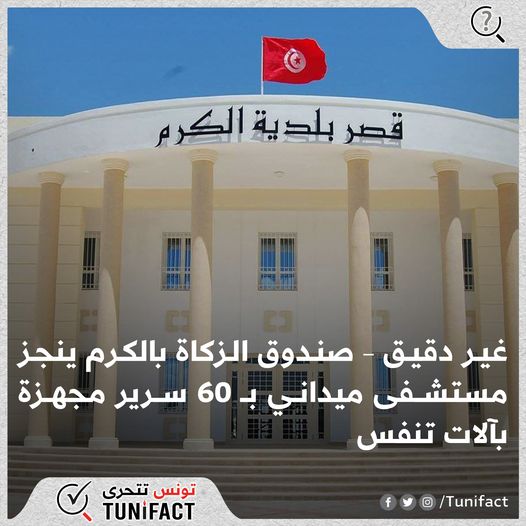 قصر بلدية الكرم
غير دقيق – صندوق الزكاة بالكرم ينجز
مستشفى ميداني بـ 60 سرير مجهزة
بآلات تنفس
تونس تتحرى
TUNiFACT
/Tunifact